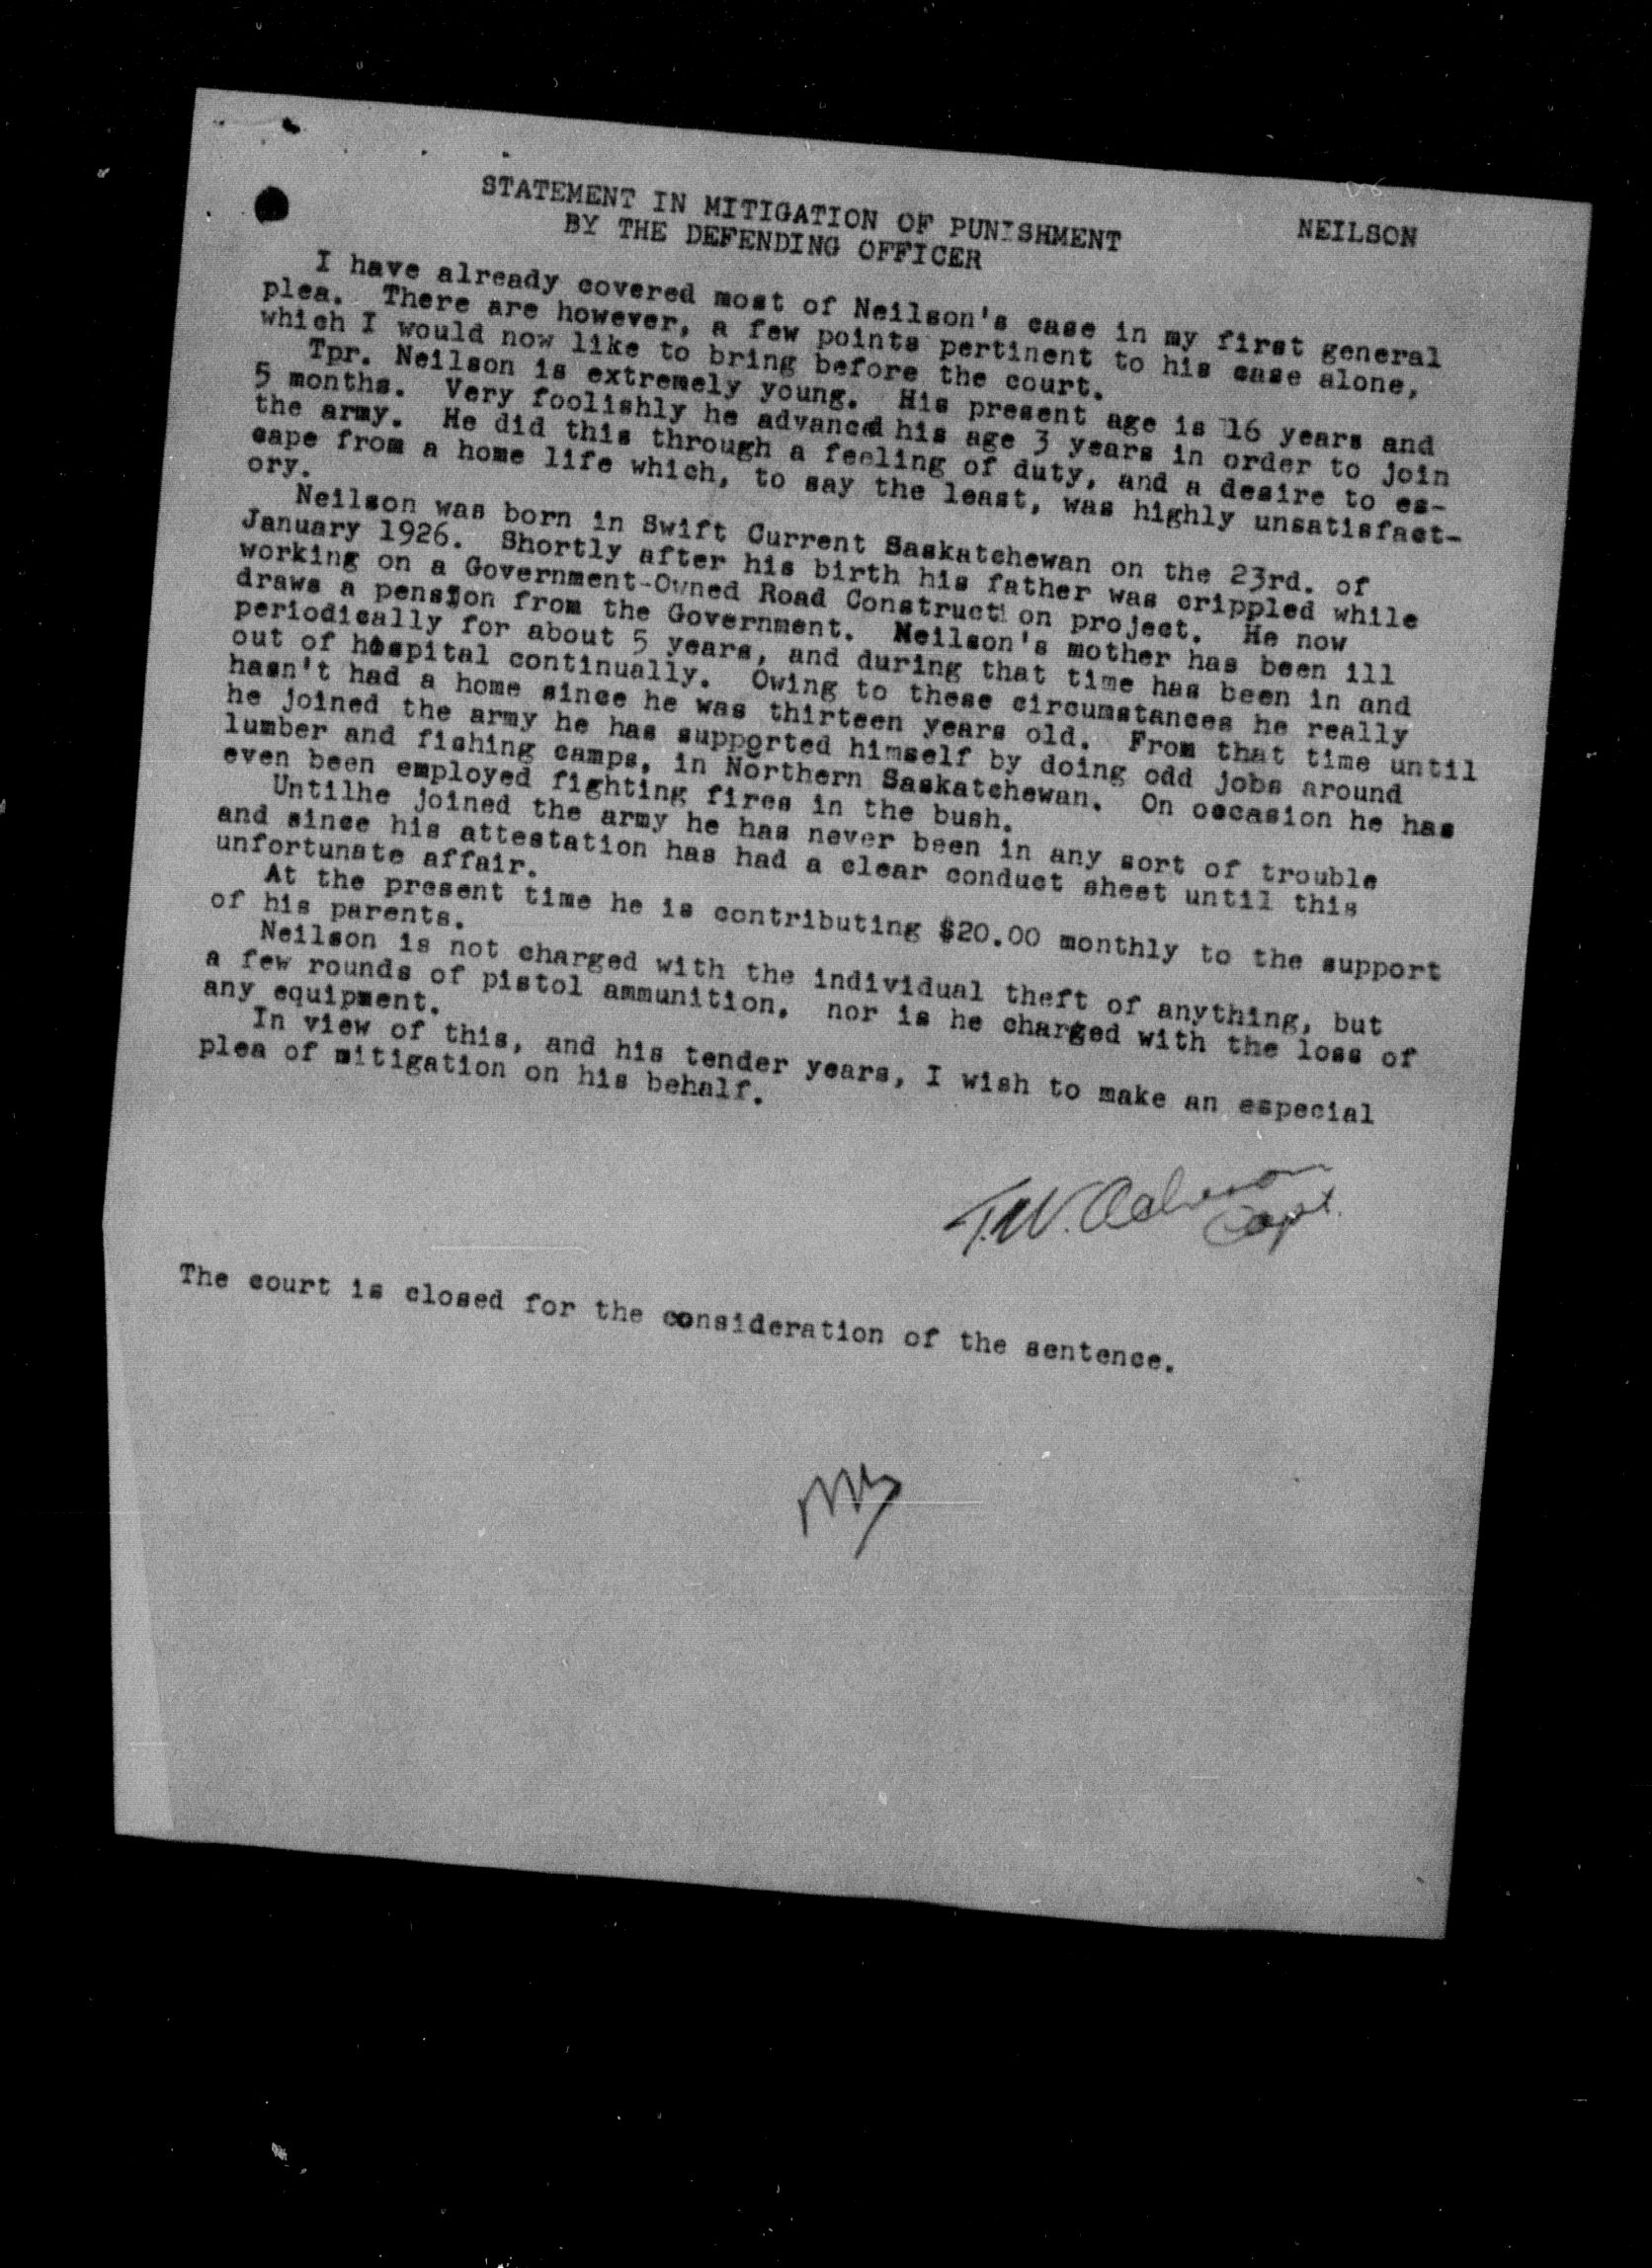 STATEMENT IN MITIGATION OF PUNISHMENT NEILSON
BY THE DEFENDING OFFICER
I have already covered most of Neilson's case in my first general
plea. There are however, a few points pertinent to his case alone,
which I would now like to bring before the court.
Tpr. Neilson is extremely young. His present age is 16 years and
5 months. Very foolishly he advanced his age 3 years in order to join
the army. He did this through a feeling of duty, and a desire to es-
cape from a home life which, to say the least, was highly unsatisfact-
ory.
Neilson was born in Swift Current Saskatchewan on the 23rd. of
January 1926. Shortly after his birth his father was crippled while
working on a Government-Owned Road Construction project. He now
draws a pension from the Government. Neilson's mother has been ill
periodically for about 5 years, and during that time has been in and
out of hospital continually. Owing to these circumstances he really
hasn't had a home since he was thirteen years old. From that time until
he joined the army he has supported himself by doing odd jobs around
lumber and fishing camps, in Northern Saskatchewan. On occasion he has
even been employed fighting fires in the bush.
Untilhe joined the army he has never been in any sort of trouble
and since his attestation has had a clear conduct sheet until this
unfortunate affair.
At the present time he is contributing $20.00 monthly to the support
of his parents.
Neilson is not charged with the individual theft of anything, but
a few rounds of pistol ammunition, nor is he charged with the loss of
any equipment.
In view of this, and his tender years, I wish to make an especial
plea of mitigation on his behalf.
T.W. Capt.
The court is closed for the consideration of the sentence.